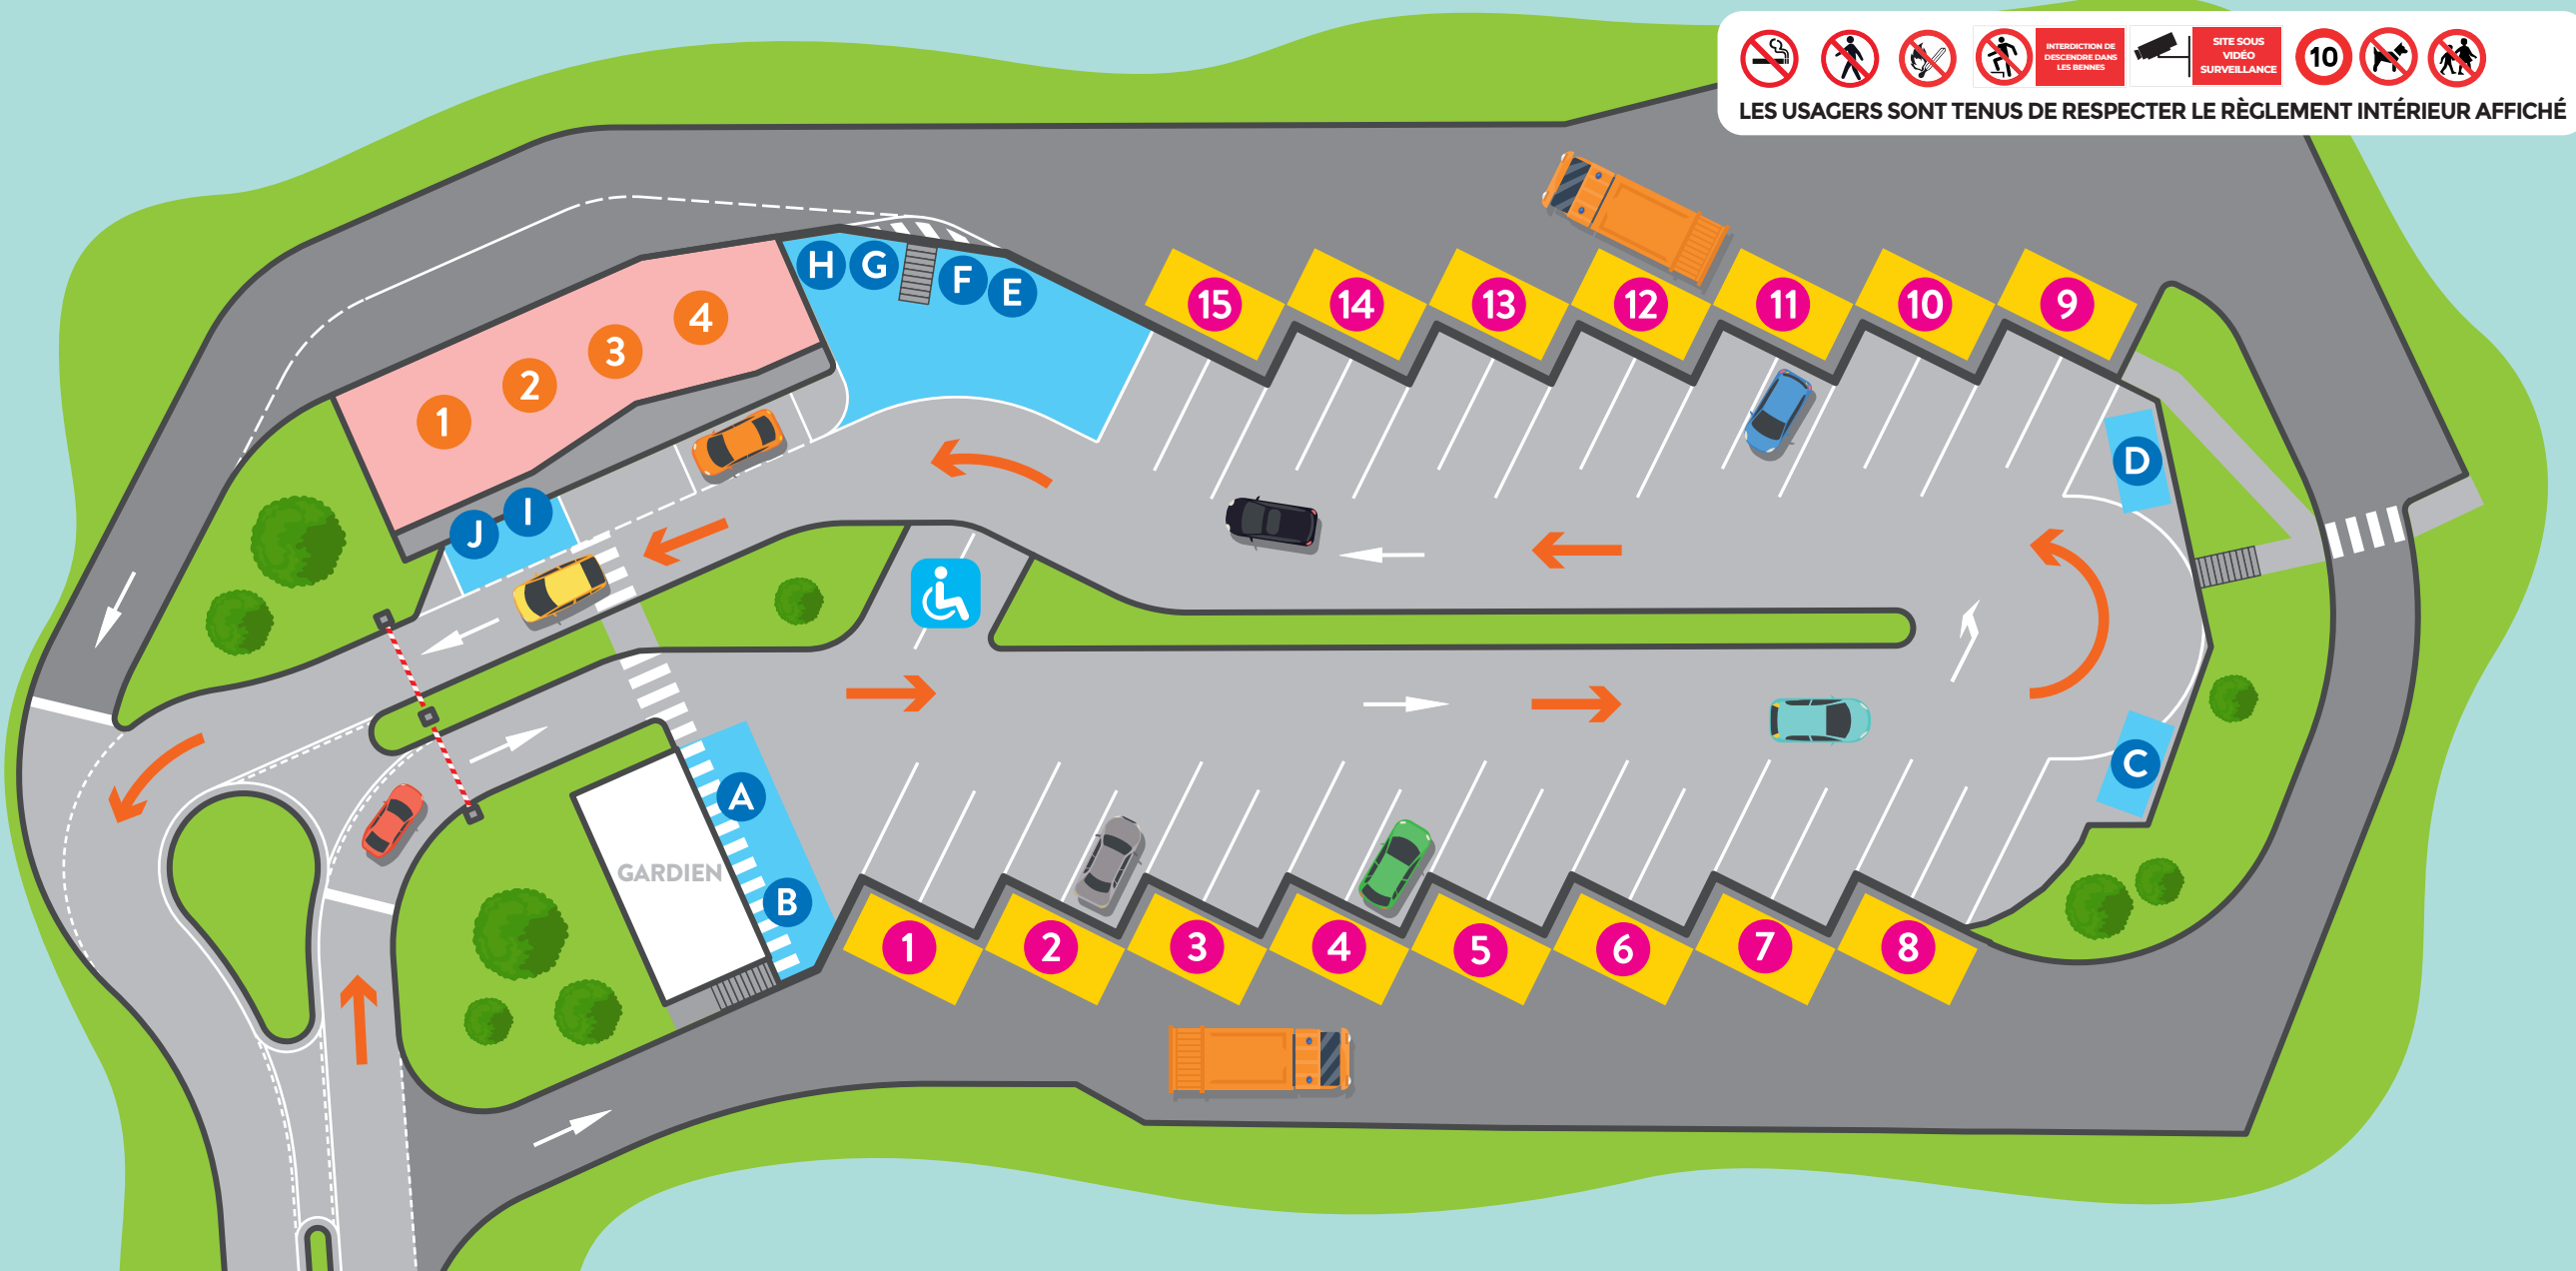 INTERDICTION DE
DESCENDRE DANS
LES BENNES
SITE SOUS
VIDÉO
SURVEILLANCE
10
LES USAGERS SONT TENUS DE RESPECTER LE RÈGLEMENT INTÉRIEUR AFFICHÉ
H G F E
15 14 13 12 11 10 9
4
3
2
1
D
I
J
C
A
GARDIEN
B
1 2 3 4 5 6 7 8